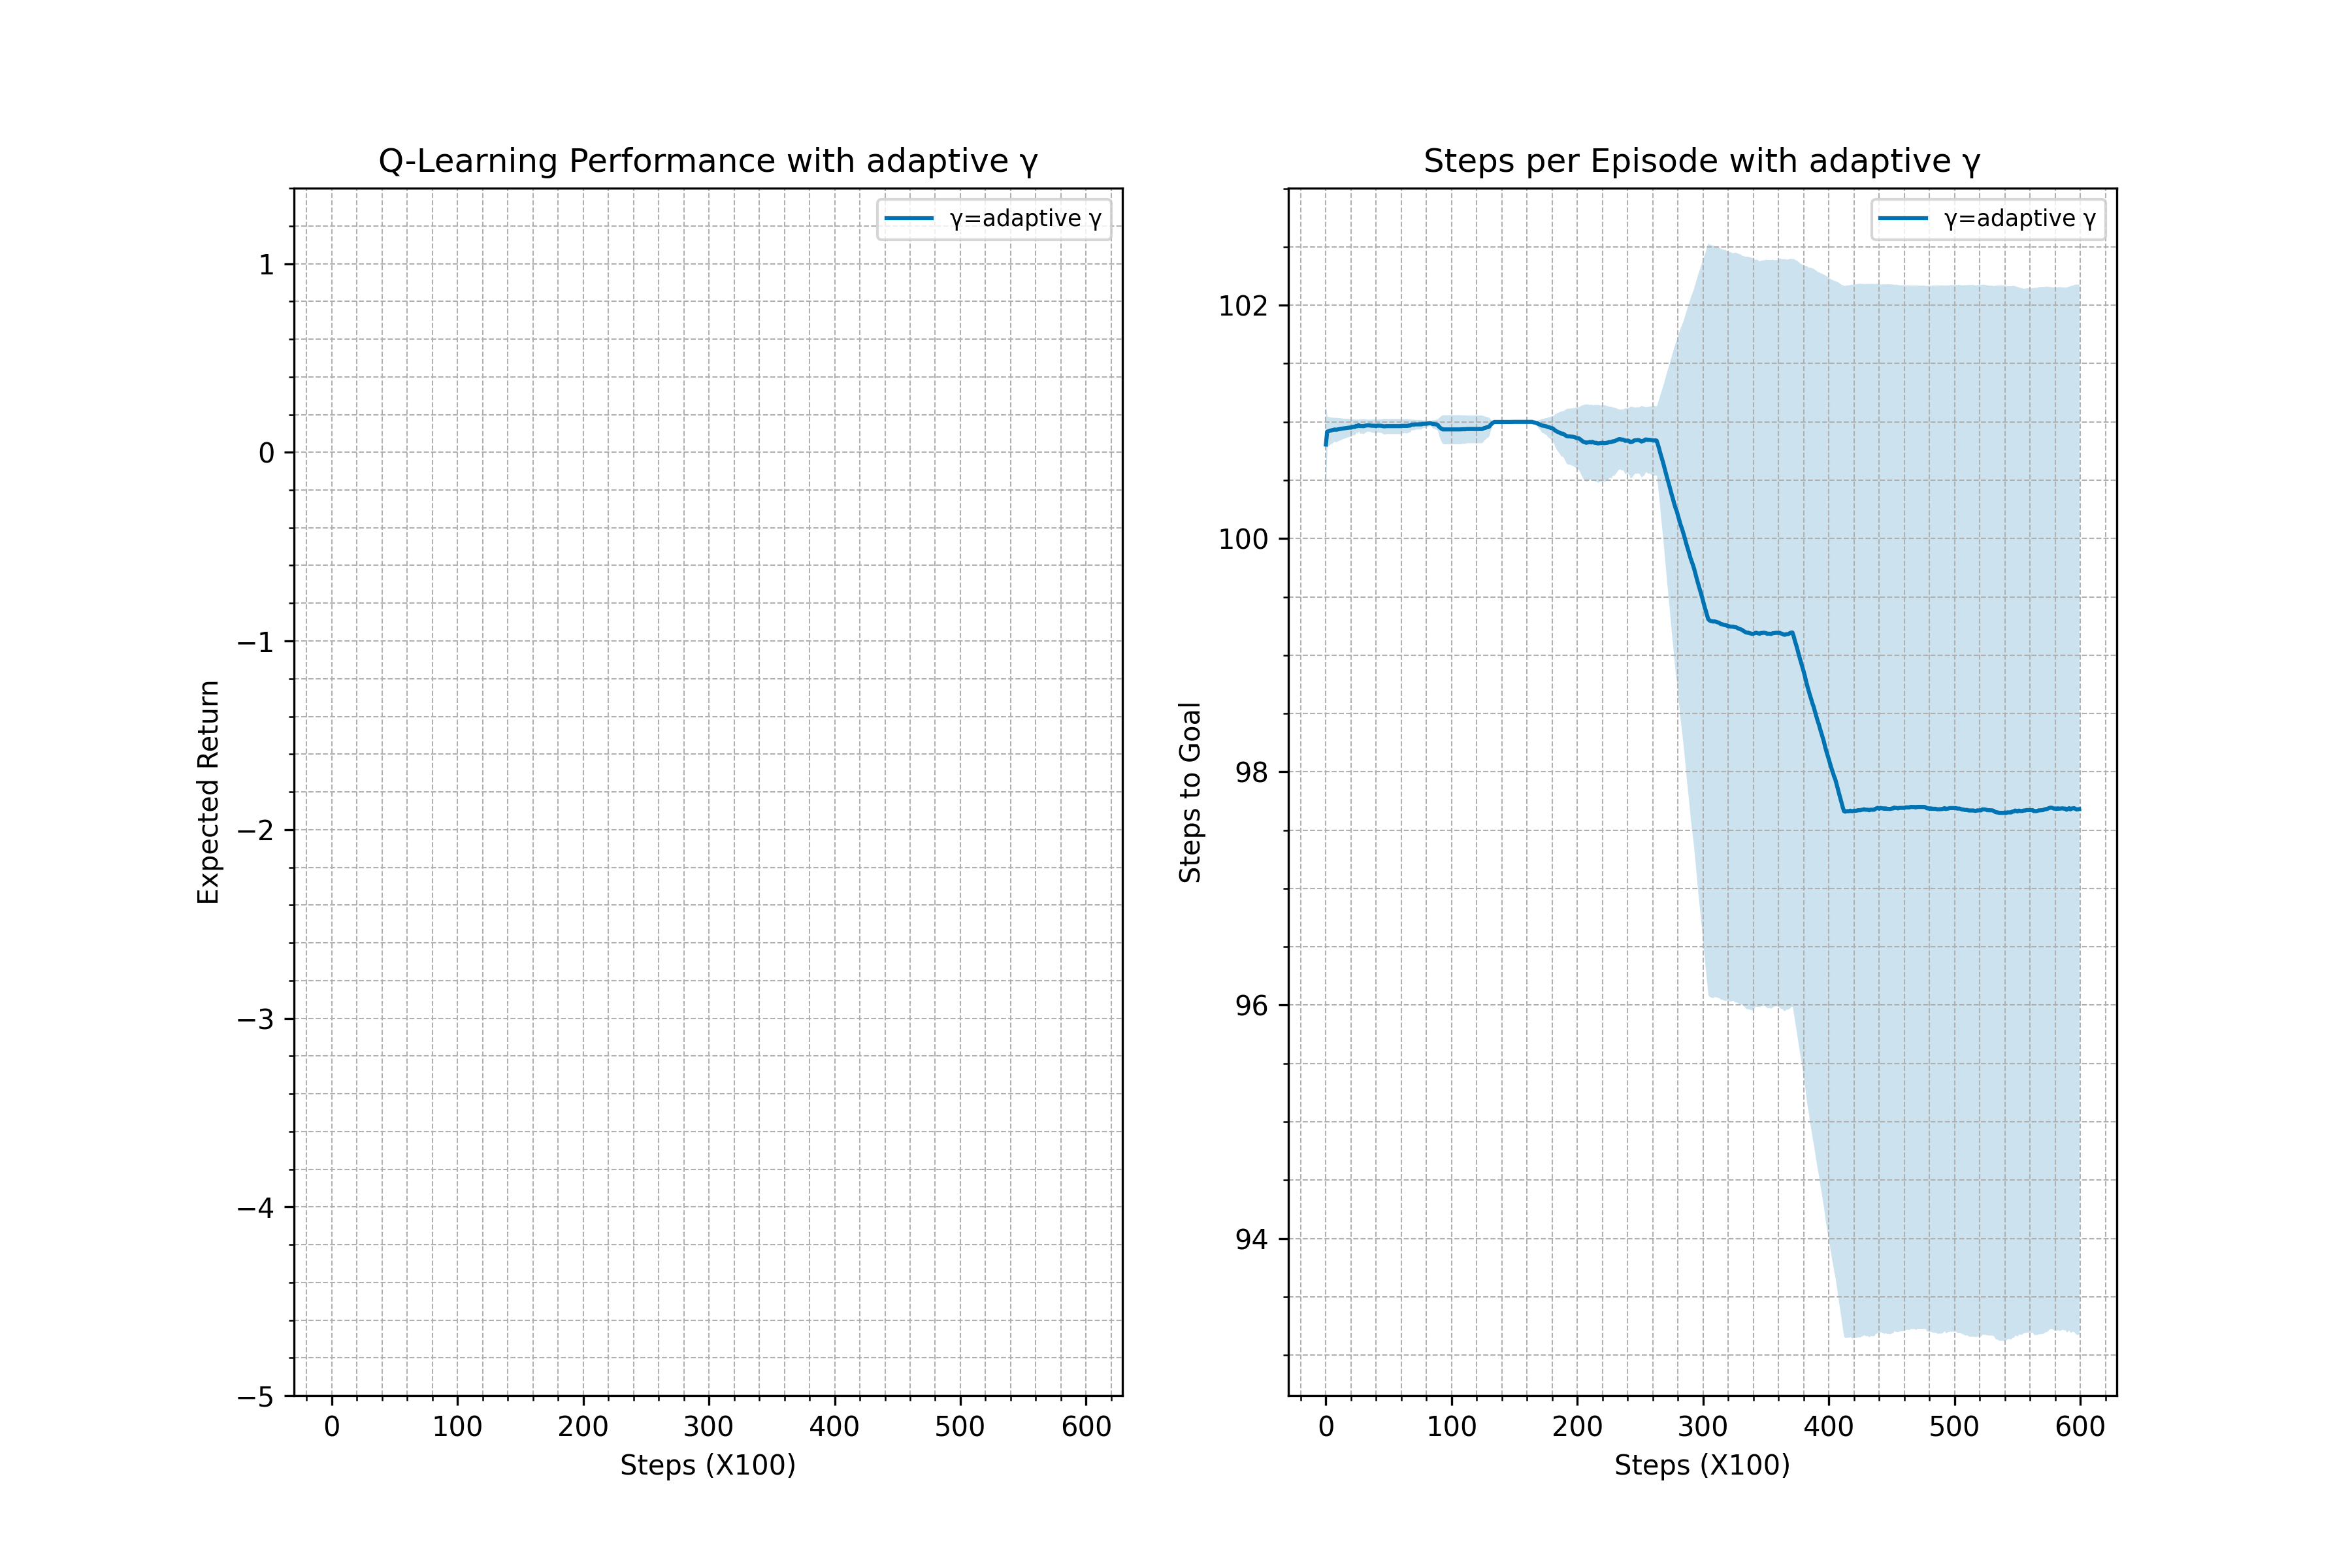 Q-Learning Performance with adaptive γ
γ=adaptive γ
1
0
−1
−2
−3
−4
−5
Expected Return
0 100 200 300 400 500 600
Steps (X100)
Steps per Episode with adaptive γ
γ=adaptive γ
102
100
98
96
94
Steps to Goal
0 100 200 300 400 500 600
Steps (X100)